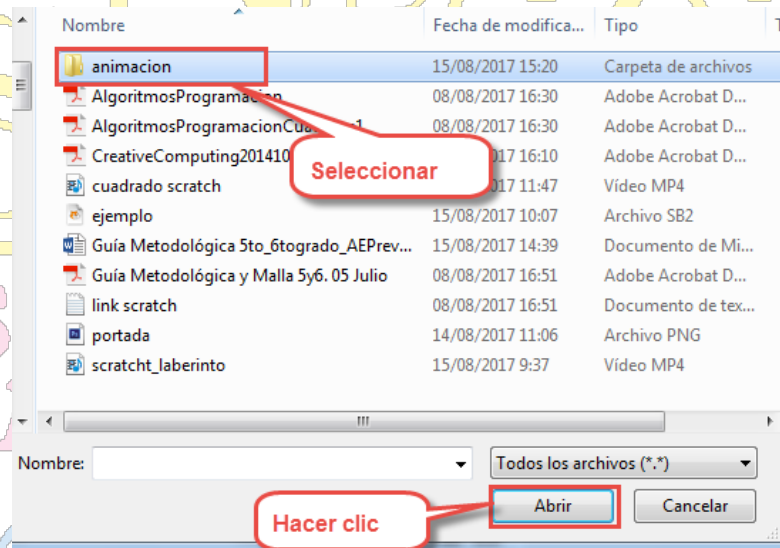 Nombre Fecha de modifica... Tipo T
animacion 15/08/2017 15:20 Carpeta de archivos
08/08/2017 16:30 Adobe Acrobat D...
08/08/2017 16:30 Adobe Acrobat D...
CreativeComputing201410 16:10 Adobe Acrobat D...
Seleccionar
cuadrado scratch 11:47 Vídeo MP4
ejemplo 15/08/2017 10:07 Archivo SB2
Guía Metodológica 5to_6togrado_AEPrev... 15/08/2017 14:39 Documento de Mi...
Guía Metodológica y Malla 5y6. 05 Julio 08/08/2017 16:51 Adobe Acrobat D...
link scratch 08/08/2017 16:51 Documento de tex...
portada 14/08/2017 11:06 Archivo PNG
scratcht_laberinto 15/08/2017 9:37 Vídeo MP4
Nombre: Todos los archivos (*.*)
Abrir Cancelar
Hacer clic